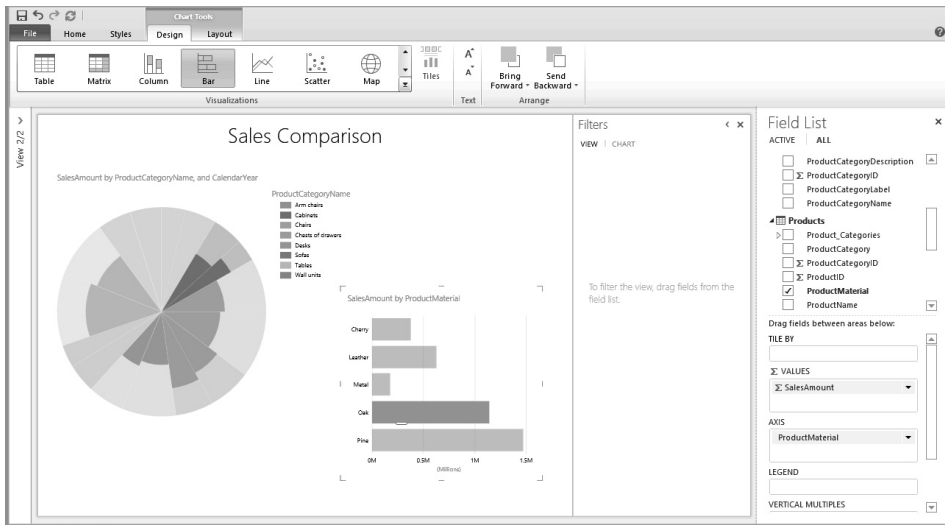 Chart Tools
File Home Styles Design Layout
Table Matrix Column Bar Line Scatter Map Tiles
Bring Forward Send Backward
Visualizations Text Arrange
View 2/2
Sales Comparison
SalesAmount by ProductCategoryName, and CalendarYear
ProductCategoryName
Arm chairs
Cabinets
Chairs
Chests of drawers
Desks
Sofas
Tables
Wall units
SalesAmount by ProductMaterial
Cherry
Leather
Metal
Oak
Pine
0M 0.5M 1M 1.5M
(Millions)
Filters
VIEW CHART
To filter the view, drag fields from the
field list.
Field List
ACTIVE ALL
ProductCategoryDescription
Σ ProductCategoryID
ProductCategoryLabel
ProductCategoryName
Products
Product_Categories
ProductCategory
Σ ProductCategoryID
Σ ProductID
ProductMaterial
ProductName
Drag fields between areas below:
TILE BY
Σ VALUES
Σ SalesAmount
AXIS
ProductMaterial
LEGEND
VERTICAL MULTIPLES